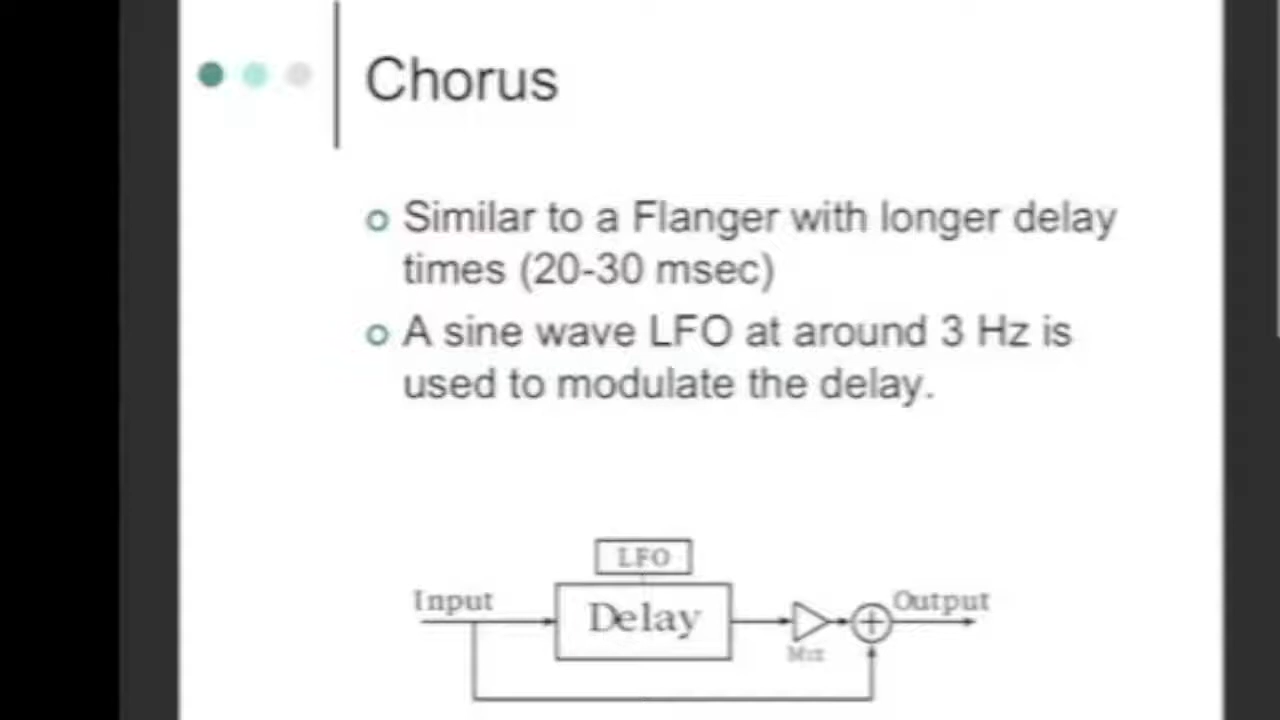 Chorus
Similar to a Flanger with longer delay
times (20-30 msec)
A sine wave LFO at around 3 Hz is
used to modulate the delay.
LFO
Input
Delay
Output